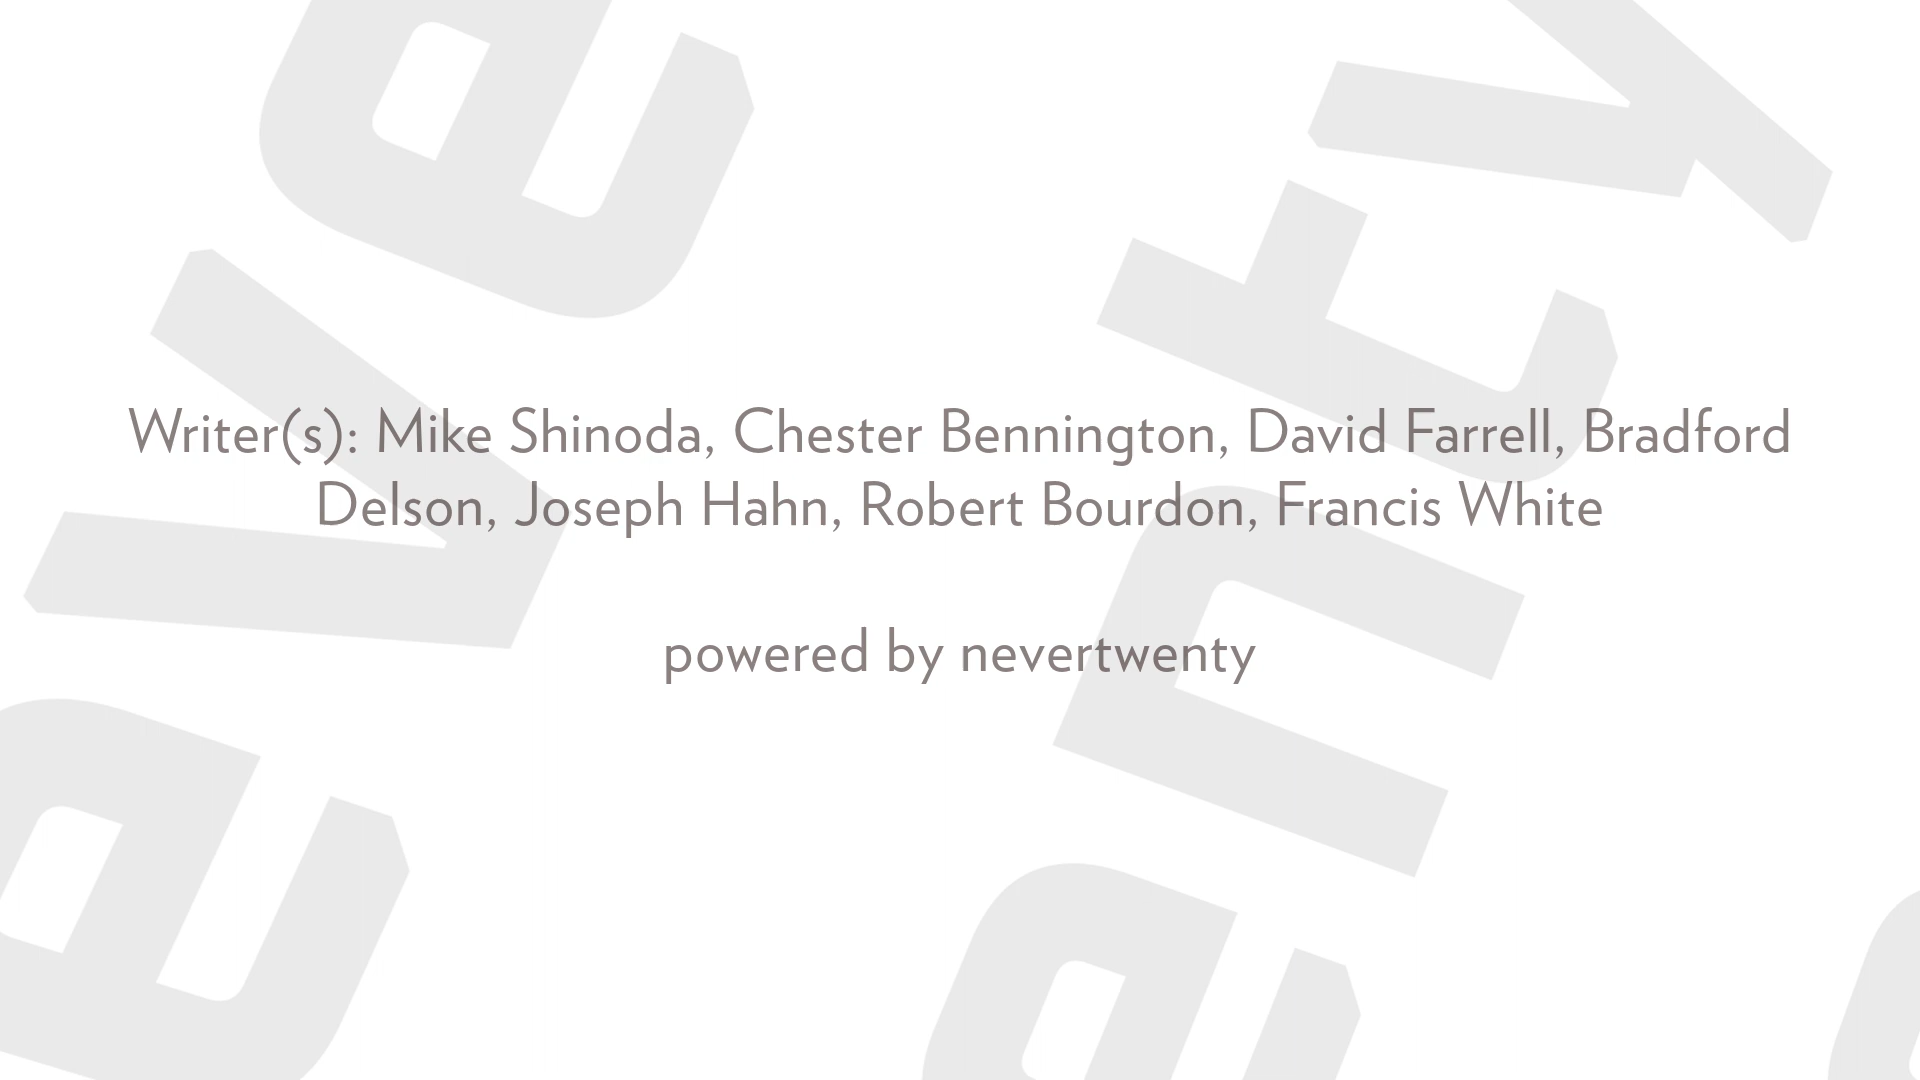 Writer(s): Mike Shinoda, Chester Bennington, David Farrell, Bradford
Delson, Joseph Hahn, Robert Bourdon, Francis White
powered by nevertwenty